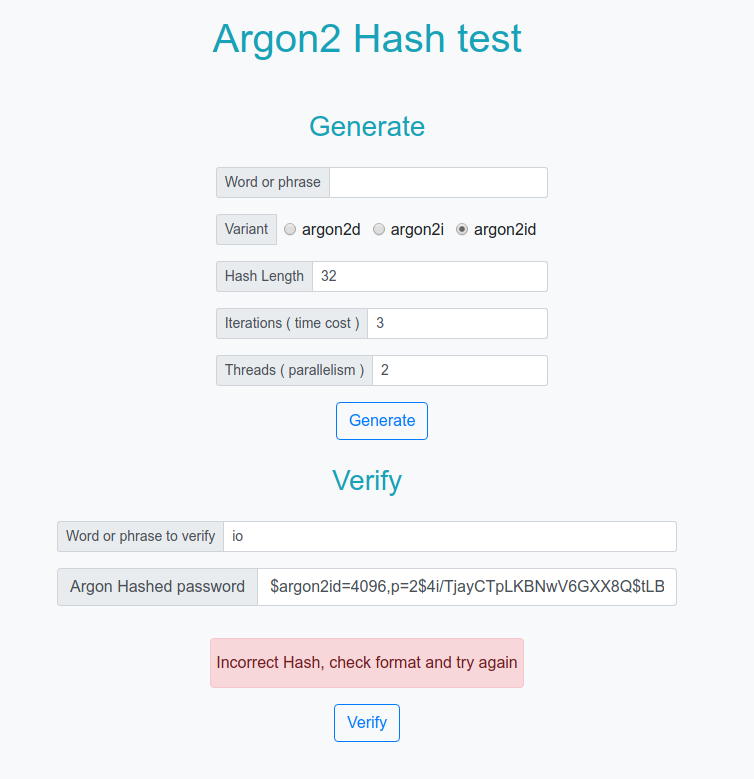 Argon2 Hash test
Generate
Word or phrase
Variant argon2d argon2i argon2id
Hash Length 32
Iterations ( time cost ) 3
Threads ( parallelism ) 2
Generate
Verify
Word or phrase to verify io
Argon Hashed password $argon2id=4096,p=2$4i/TjayCTpLKBNwV6GXX8Q$tLB
Incorrect Hash, check format and try again
Verify